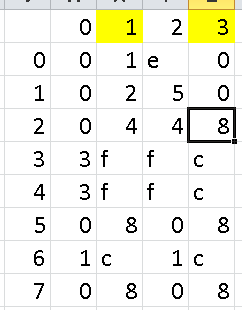 0 1 2 3
0 0 1 e 0
1 0 2 5 0
2 0 4 4 8
3 3 f f c
4 3 f f c
5 0 8 0 8
6 1 c 1 c
7 0 8 0 8